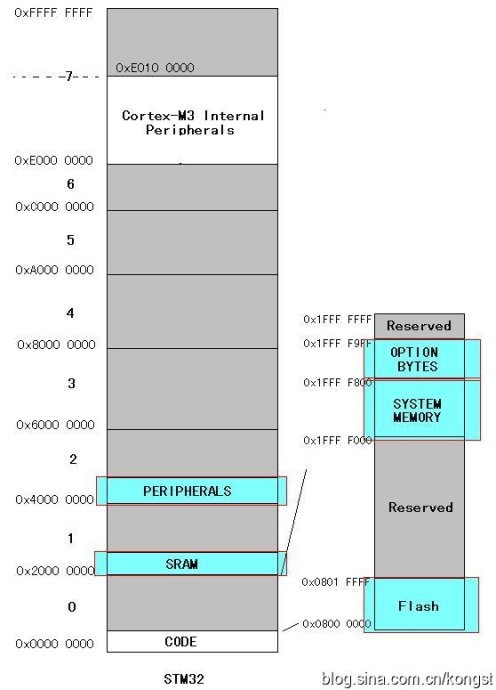 0xFFFF FFFF
0xE010 0000
7
Cortex-M3 Internal
Peripherals
0xE000 0000
6
0xC000 0000
5
0xA000 0000
4
0x8000 0000
3
0x6000 0000
2
PERIPHERALS
0x4000 0000
1
SRAM
0x2000 0000
0
CODE
0x0000 0000
STM32
0x1FFF FFFF
Reserved
0x1FFF F9FF
OPTION
BYTES
0x1FFF F800
SYSTEM
MEMORY
0x1FFF F000
Reserved
0x0801 FFFF
Flash
0x0800 0000
blog.sina.com.cn/kongst